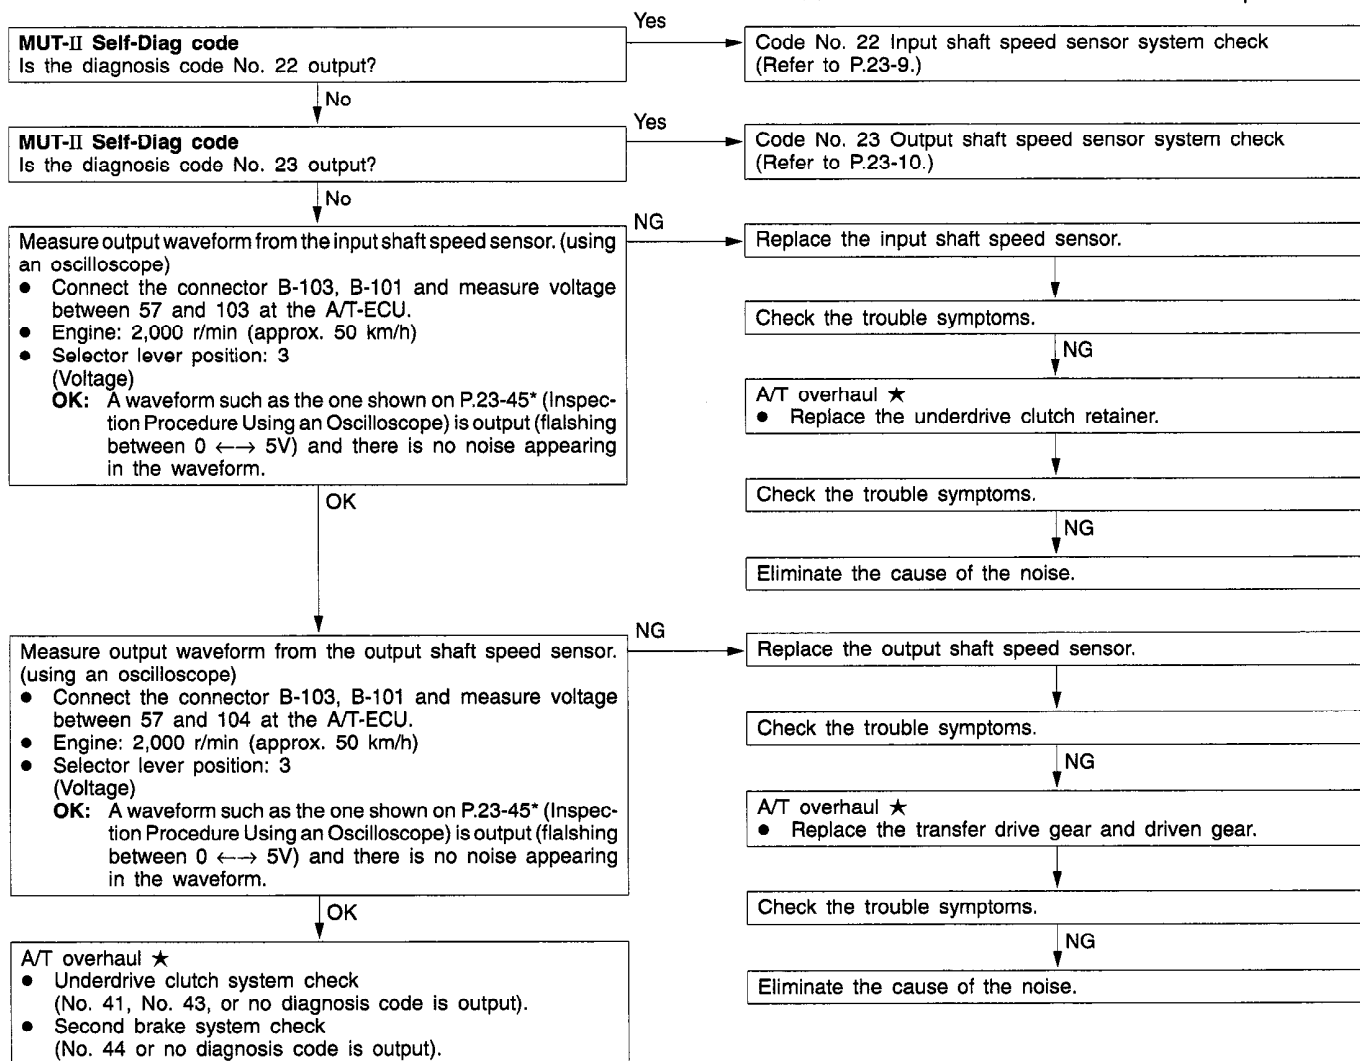 MUT-II Self-Diag code
Is the diagnosis code No. 22 output?
Yes
Code No. 22 Input shaft speed sensor system check
(Refer to P.23-9.)
No
MUT-II Self-Diag code
Is the diagnosis code No. 23 output?
Yes
Code No. 23 Output shaft speed sensor system check
(Refer to P.23-10.)
No
Measure output waveform from the input shaft speed sensor. (using
an oscilloscope)
● Connect the connector B-103, B-101 and measure voltage
between 57 and 103 at the A/T-ECU.
● Engine: 2,000 r/min (approx. 50 km/h)
● Selector lever position: 3
(Voltage)
OK: A waveform such as the one shown on P.23-45* (Inspec-
tion Procedure Using an Oscilloscope) is output (flalshing
between 0 ←→ 5V) and there is no noise appearing
in the waveform.
NG
Replace the input shaft speed sensor.
Check the trouble symptoms.
NG
A/T overhaul ★
● Replace the underdrive clutch retainer.
Check the trouble symptoms.
NG
Eliminate the cause of the noise.
OK
Measure output waveform from the output shaft speed sensor.
(using an oscilloscope)
● Connect the connector B-103, B-101 and measure voltage
between 57 and 104 at the A/T-ECU.
● Engine: 2,000 r/min (approx. 50 km/h)
● Selector lever position: 3
(Voltage)
OK: A waveform such as the one shown on P.23-45* (Inspec-
tion Procedure Using an Oscilloscope) is output (flalshing
between 0 ←→ 5V) and there is no noise appearing
in the waveform.
NG
Replace the output shaft speed sensor.
Check the trouble symptoms.
NG
A/T overhaul ★
● Replace the transfer drive gear and driven gear.
Check the trouble symptoms.
NG
Eliminate the cause of the noise.
OK
A/T overhaul ★
● Underdrive clutch system check
(No. 41, No. 43, or no diagnosis code is output).
● Second brake system check
(No. 44 or no diagnosis code is output).